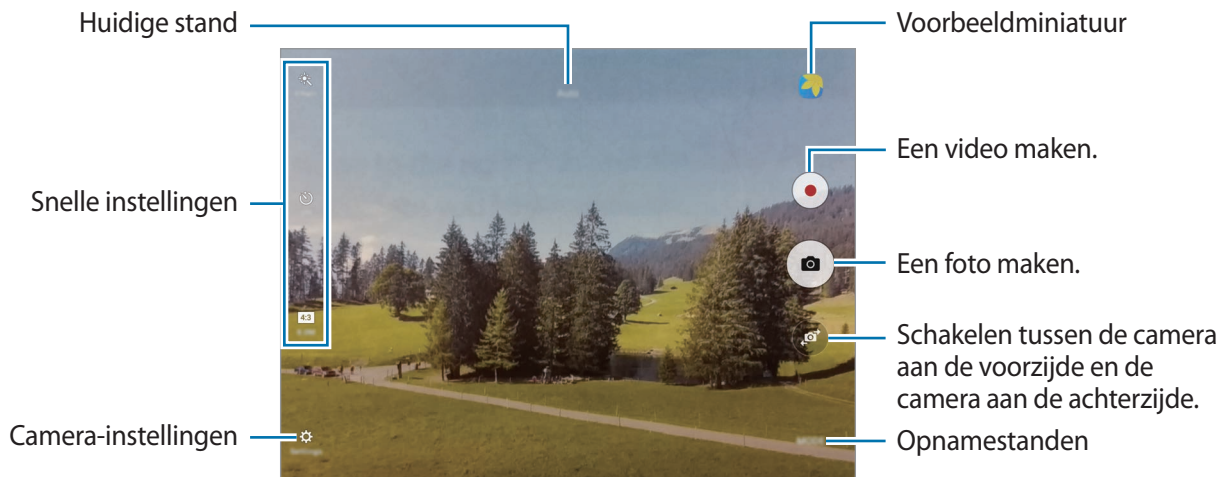 Huidige stand
Voorbeeldminiatuur
Een video maken.
Snelle instellingen
Een foto maken.
4:3
Schakelen tussen de camera
aan de voorzijde en de
camera aan de achterzijde.
Camera-instellingen
Opnamestanden